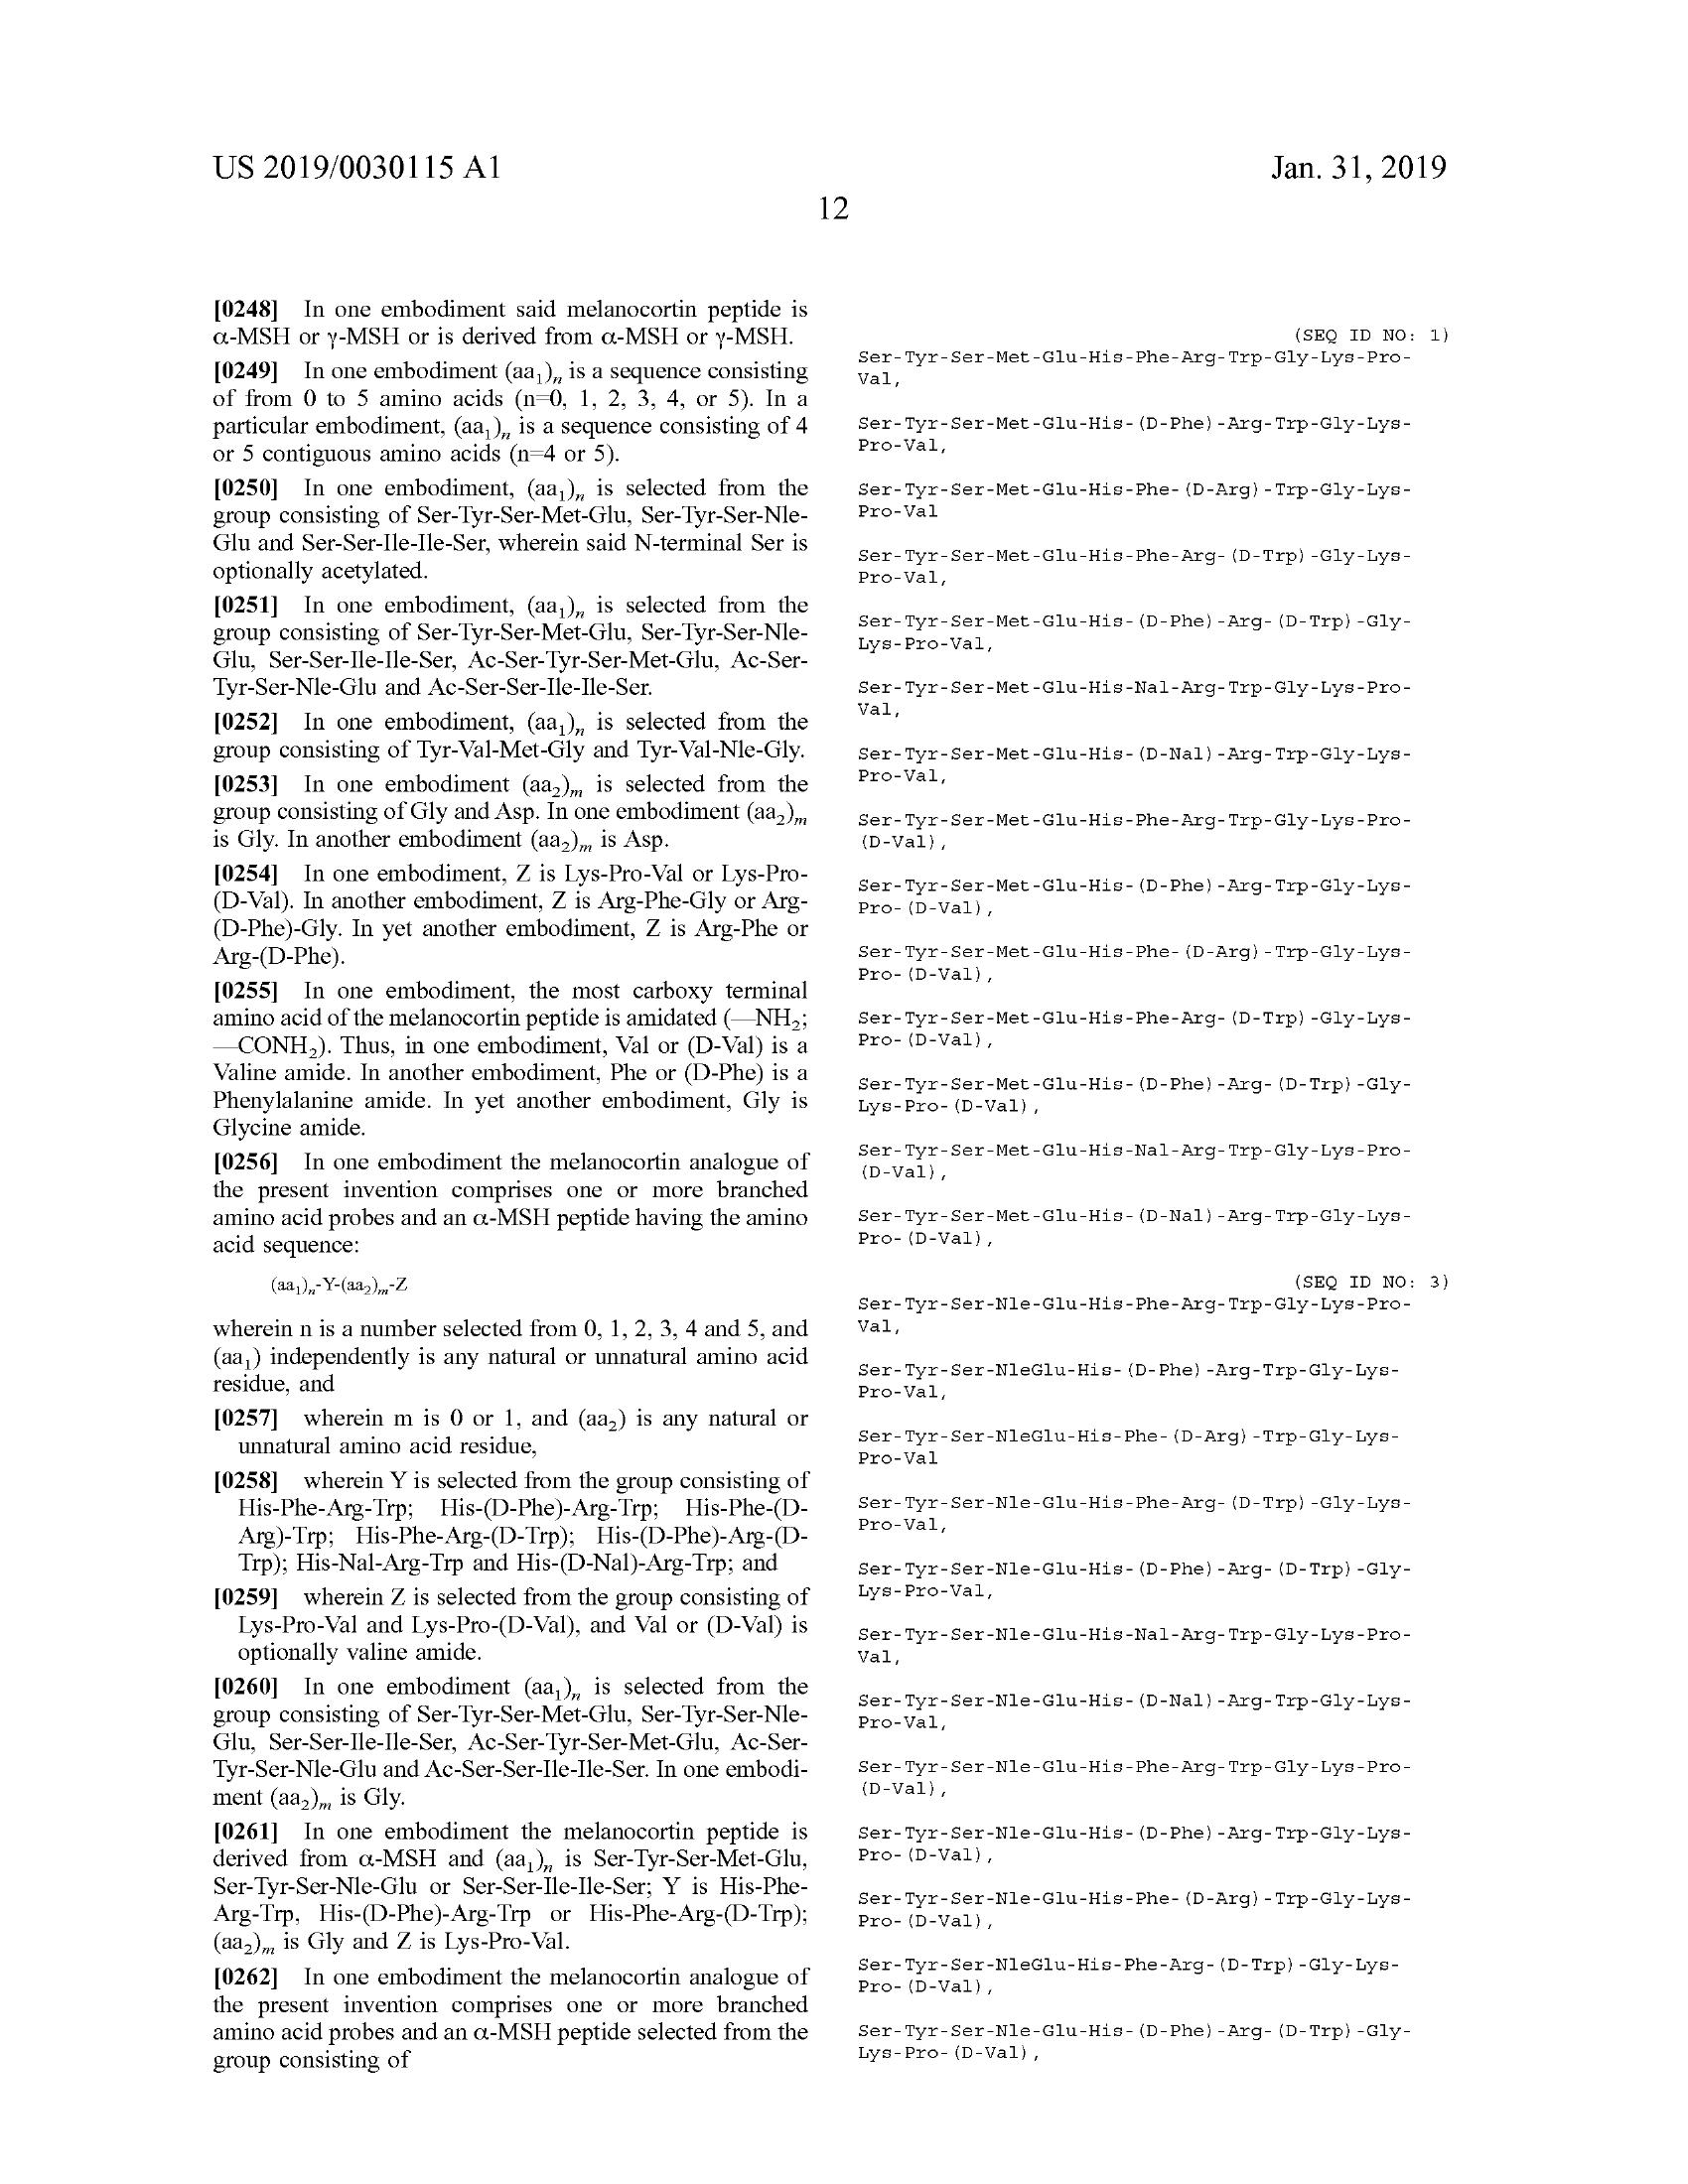 US 2019/0030115 A1
Jan. 31, 2019
12
[0248] In one embodiment said melanocortin peptide is
α-MSH or γ-MSH or is derived from α-MSH or γ-MSH.
[0249] In one embodiment (aa₁)ₙ is a sequence consisting
of from 0 to 5 amino acids (n=0, 1, 2, 3, 4, or 5). In a
particular embodiment, (aa₁)ₙ is a sequence consisting of 4
or 5 contiguous amino acids (n=4 or 5).
[0250] In one embodiment, (aa₁)ₙ is selected from the
group consisting of Ser-Tyr-Ser-Met-Glu, Ser-Tyr-Ser-Nle-
Glu and Ser-Ser-Ile-Ile-Ser, wherein said N-terminal Ser is
optionally acetylated.
[0251] In one embodiment, (aa₁)ₙ is selected from the
group consisting of Ser-Tyr-Ser-Met-Glu, Ser-Tyr-Ser-Nle-
Glu, Ser-Ser-Ile-Ile-Ser, Ac-Ser-Tyr-Ser-Met-Glu, Ac-Ser-
Tyr-Ser-Nle-Glu and Ac-Ser-Ser-Ile-Ile-Ser.
[0252] In one embodiment, (aa₁)ₙ is selected from the
group consisting of Tyr-Val-Met-Gly and Tyr-Val-Nle-Gly.
[0253] In one embodiment (aa₂)ₘ is selected from the
group consisting of Gly and Asp. In one embodiment (aa₂)ₘ
is Gly. In another embodiment (aa₂)ₘ is Asp.
[0254] In one embodiment, Z is Lys-Pro-Val or Lys-Pro-
(D-Val). In another embodiment, Z is Arg-Phe-Gly or Arg-
(D-Phe)-Gly. In yet another embodiment, Z is Arg-Phe or
Arg-(D-Phe).
[0255] In one embodiment, the most carboxy terminal
amino acid of the melanocortin peptide is amidated (—NH₂;
—CONH₂). Thus, in one embodiment, Val or (D-Val) is a
Valine amide. In another embodiment, Phe or (D-Phe) is a
Phenylalanine amide. In yet another embodiment, Gly is
Glycine amide.
[0256] In one embodiment the melanocortin analogue of
the present invention comprises one or more branched
amino acid probes and an α-MSH peptide having the amino
acid sequence:
(aa₁)ₙ-Y-(aa₂)ₘ-Z
wherein n is a number selected from 0, 1, 2, 3, 4 and 5, and
(aa₁) independently is any natural or unnatural amino acid
residue, and
[0257] wherein m is 0 or 1, and (aa₂) is any natural or
unnatural amino acid residue,
[0258] wherein Y is selected from the group consisting of
His-Phe-Arg-Trp; His-(D-Phe)-Arg-Trp; His-Phe-(D-
Arg)-Trp; His-Phe-Arg-(D-Trp); His-(D-Phe)-Arg-(D-
Trp); His-Nal-Arg-Trp and His-(D-Nal)-Arg-Trp; and
[0259] wherein Z is selected from the group consisting of
Lys-Pro-Val and Lys-Pro-(D-Val), and Val or (D-Val) is
optionally valine amide.
[0260] In one embodiment (aa₁)ₙ is selected from the
group consisting of Ser-Tyr-Ser-Met-Glu, Ser-Tyr-Ser-Nle-
Glu, Ser-Ser-Ile-Ile-Ser, Ac-Ser-Tyr-Ser-Met-Glu, Ac-Ser-
Tyr-Ser-Nle-Glu and Ac-Ser-Ser-Ile-Ile-Ser. In one embodi-
ment (aa₂)ₘ is Gly.
[0261] In one embodiment the melanocortin peptide is
derived from α-MSH and (aa₁)ₙ is Ser-Tyr-Ser-Met-Glu,
Ser-Tyr-Ser-Nle-Glu or Ser-Ser-Ile-Ile-Ser; Y is His-Phe-
Arg-Trp, His-(D-Phe)-Arg-Trp or His-Phe-Arg-(D-Trp);
(aa₂)ₘ is Gly and Z is Lys-Pro-Val.
[0262] In one embodiment the melanocortin analogue of
the present invention comprises one or more branched
amino acid probes and an α-MSH peptide selected from the
group consisting of
(SEQ ID NO: 1)
Ser-Tyr-Ser-Met-Glu-His-Phe-Arg-Trp-Gly-Lys-Pro-
Val,
Ser-Tyr-Ser-Met-Glu-His-(D-Phe)-Arg-Trp-Gly-Lys-
Pro-Val,
Ser-Tyr-Ser-Met-Glu-His-Phe-(D-Arg)-Trp-Gly-Lys-
Pro-Val
Ser-Tyr-Ser-Met-Glu-His-Phe-Arg-(D-Trp)-Gly-Lys-
Pro-Val,
Ser-Tyr-Ser-Met-Glu-His-(D-Phe)-Arg-(D-Trp)-Gly-
Lys-Pro-Val,
Ser-Tyr-Ser-Met-Glu-His-Nal-Arg-Trp-Gly-Lys-Pro-
Val,
Ser-Tyr-Ser-Met-Glu-His-(D-Nal)-Arg-Trp-Gly-Lys-
Pro-Val,
Ser-Tyr-Ser-Met-Glu-His-Phe-Arg-Trp-Gly-Lys-Pro-
(D-Val),
Ser-Tyr-Ser-Met-Glu-His-(D-Phe)-Arg-Trp-Gly-Lys-
Pro-(D-Val),
Ser-Tyr-Ser-Met-Glu-His-Phe-(D-Arg)-Trp-Gly-Lys-
Pro-(D-Val),
Ser-Tyr-Ser-Met-Glu-His-Phe-Arg-(D-Trp)-Gly-Lys-
Pro-(D-Val),
Ser-Tyr-Ser-Met-Glu-His-(D-Phe)-Arg-(D-Trp)-Gly-
Lys-Pro-(D-Val),
Ser-Tyr-Ser-Met-Glu-His-Nal-Arg-Trp-Gly-Lys-Pro-
(D-Val),
Ser-Tyr-Ser-Met-Glu-His-(D-Nal)-Arg-Trp-Gly-Lys-
Pro-(D-Val),
(SEQ ID NO: 3)
Ser-Tyr-Ser-Nle-Glu-His-Phe-Arg-Trp-Gly-Lys-Pro-
Val,
Ser-Tyr-Ser-NleGlu-His-(D-Phe)-Arg-Trp-Gly-Lys-
Pro-Val,
Ser-Tyr-Ser-NleGlu-His-Phe-(D-Arg)-Trp-Gly-Lys-
Pro-Val
Ser-Tyr-Ser-Nle-Glu-His-Phe-Arg-(D-Trp)-Gly-Lys-
Pro-Val,
Ser-Tyr-Ser-Nle-Glu-His-(D-Phe)-Arg-(D-Trp)-Gly-
Lys-Pro-Val,
Ser-Tyr-Ser-Nle-Glu-His-Nal-Arg-Trp-Gly-Lys-Pro-
Val,
Ser-Tyr-Ser-Nle-Glu-His-(D-Nal)-Arg-Trp-Gly-Lys-
Pro-Val,
Ser-Tyr-Ser-Nle-Glu-His-Phe-Arg-Trp-Gly-Lys-Pro-
(D-Val),
Ser-Tyr-Ser-Nle-Glu-His-(D-Phe)-Arg-Trp-Gly-Lys-
Pro-(D-Val),
Ser-Tyr-Ser-Nle-Glu-His-Phe-(D-Arg)-Trp-Gly-Lys-
Pro-(D-Val),
Ser-Tyr-Ser-NleGlu-His-Phe-Arg-(D-Trp)-Gly-Lys-
Pro-(D-Val),
Ser-Tyr-Ser-Nle-Glu-His-(D-Phe)-Arg-(D-Trp)-Gly-
Lys-Pro-(D-Val),